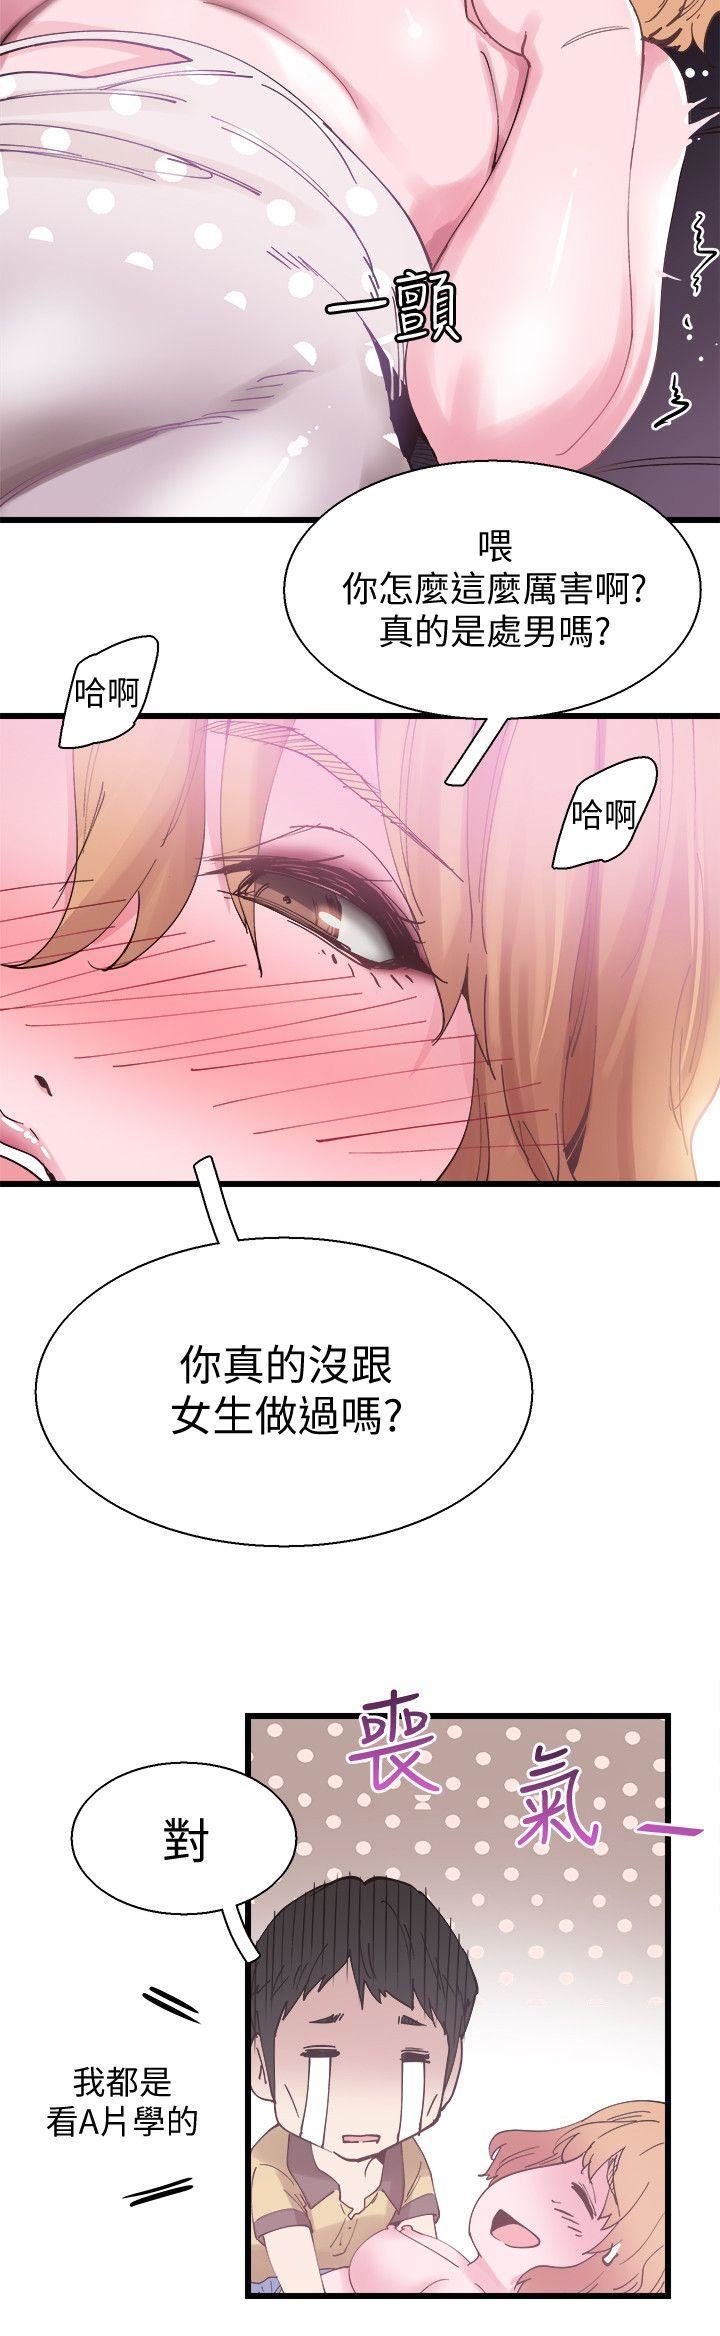 一顫
喂
你怎麼這麼厲害啊?
真的是處男嗎?
哈啊
哈啊
你真的沒跟
女生做過嗎?
喪氣
對
我都是
看A片學的